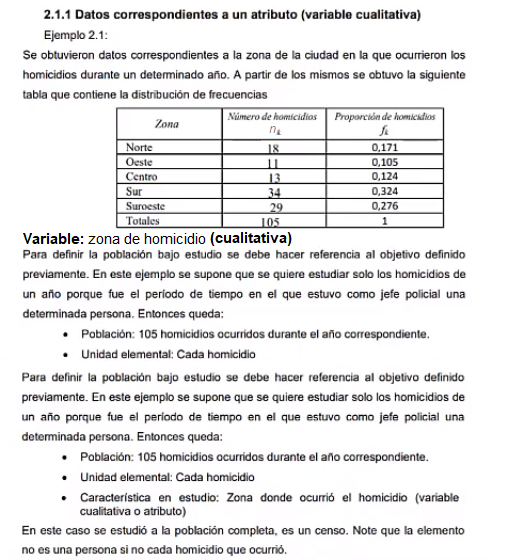 2.1.1 Datos correspondientes a un atributo (variable cualitativa)
Ejemplo 2.1:
Se obtuvieron datos correspondientes a la zona de la ciudad en la que ocurrieron los
homicidios durante un determinado año. A partir de los mismos se obtuvo la siguiente
tabla que contiene la distribución de frecuencias
Zona Número de homicidios nₖ Proporción de homicidios fₖ
Norte 18 0,171
Oeste 11 0,105
Centro 13 0,124
Sur 34 0,324
Suroeste 29 0,276
Totales 105 1
Variable: zona de homicidio (cualitativa)
Para definir la población bajo estudio se debe hacer referencia al objetivo definido
previamente. En este ejemplo se supone que se quiere estudiar solo los homicidios de
un año porque fue el período de tiempo en el que estuvo como jefe policial una
determinada persona. Entonces queda:
• Población: 105 homicidios ocurridos durante el año correspondiente.
• Unidad elemental: Cada homicidio
Para definir la población bajo estudio se debe hacer referencia al objetivo definido
previamente. En este ejemplo se supone que se quiere estudiar solo los homicidios de
un año porque fue el período de tiempo en el que estuvo como jefe policial una
determinada persona. Entonces queda:
• Población: 105 homicidios ocurridos durante el año correspondiente.
• Unidad elemental: Cada homicidio
• Característica en estudio: Zona donde ocurrió el homicidio (variable
cualitativa o atributo)
En este caso se estudió a la población completa, es un censo. Note que la elemento
no es una persona si no cada homicidio que ocurrió.